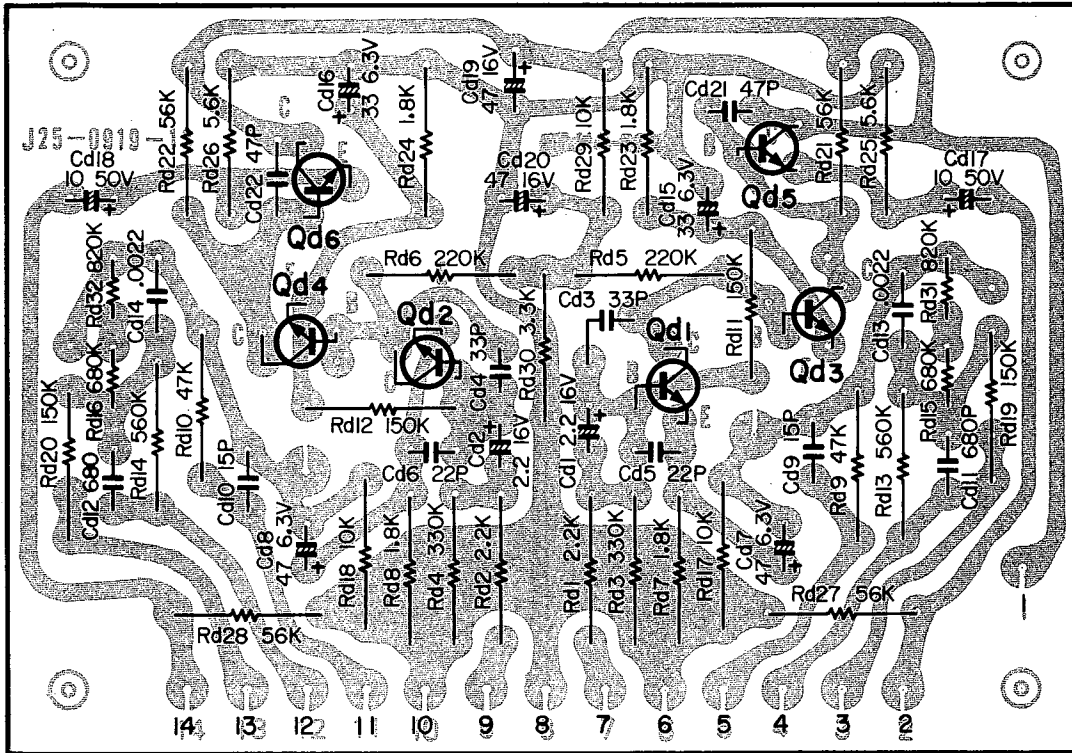 J25-0910-
Cd18
10 50V
Rd22 56K
Rd26 5.6K
Cd22 47P
Cd16
33 6.3V
Rd24 1.8K
Cd19
47 16V
Cd20
47 16V
Rd29 10K
Rd23 1.8K
Cd15
33 6.3V
Cd21 47P
Qd5
Rd21 56K
Rd25 5.6K
Cd17
10 50V
Qd6
Qd4
Rd6 220K
Rd5 220K
Qd2
Cd3 33P
Qd1
Rd11 150K
Qd3
Cd13 .0022
Rd31 820K
Rd32 820K
Cd14 .0022
Rd16 680K
Rd20 150K
Rd14 560K
Rd10 47K
Cd12 680
Cd10 15P
Rd12 150K
Cd4 33P
Rd30 3.3K
Cd6 22P
Cd2
2.2 16V
Cd1 2.2 16V
Cd5 22P
Cd9 15P
Rd9 47K
Rd13 560K
Rd15 680K
Cd11 680P
Rd19 150K
Cd8
47 6.3V
Rd18 10K
Rd8 1.8K
Rd4 330K
Rd2 2.2K
Rd1 2.2K
Rd3 330K
Rd7 1.8K
Rd17 10K
Cd7
47 6.3V
Rd28 56K
Rd27 56K
1
14 13 12 11 10 9 8 7 6 5 4 3 2